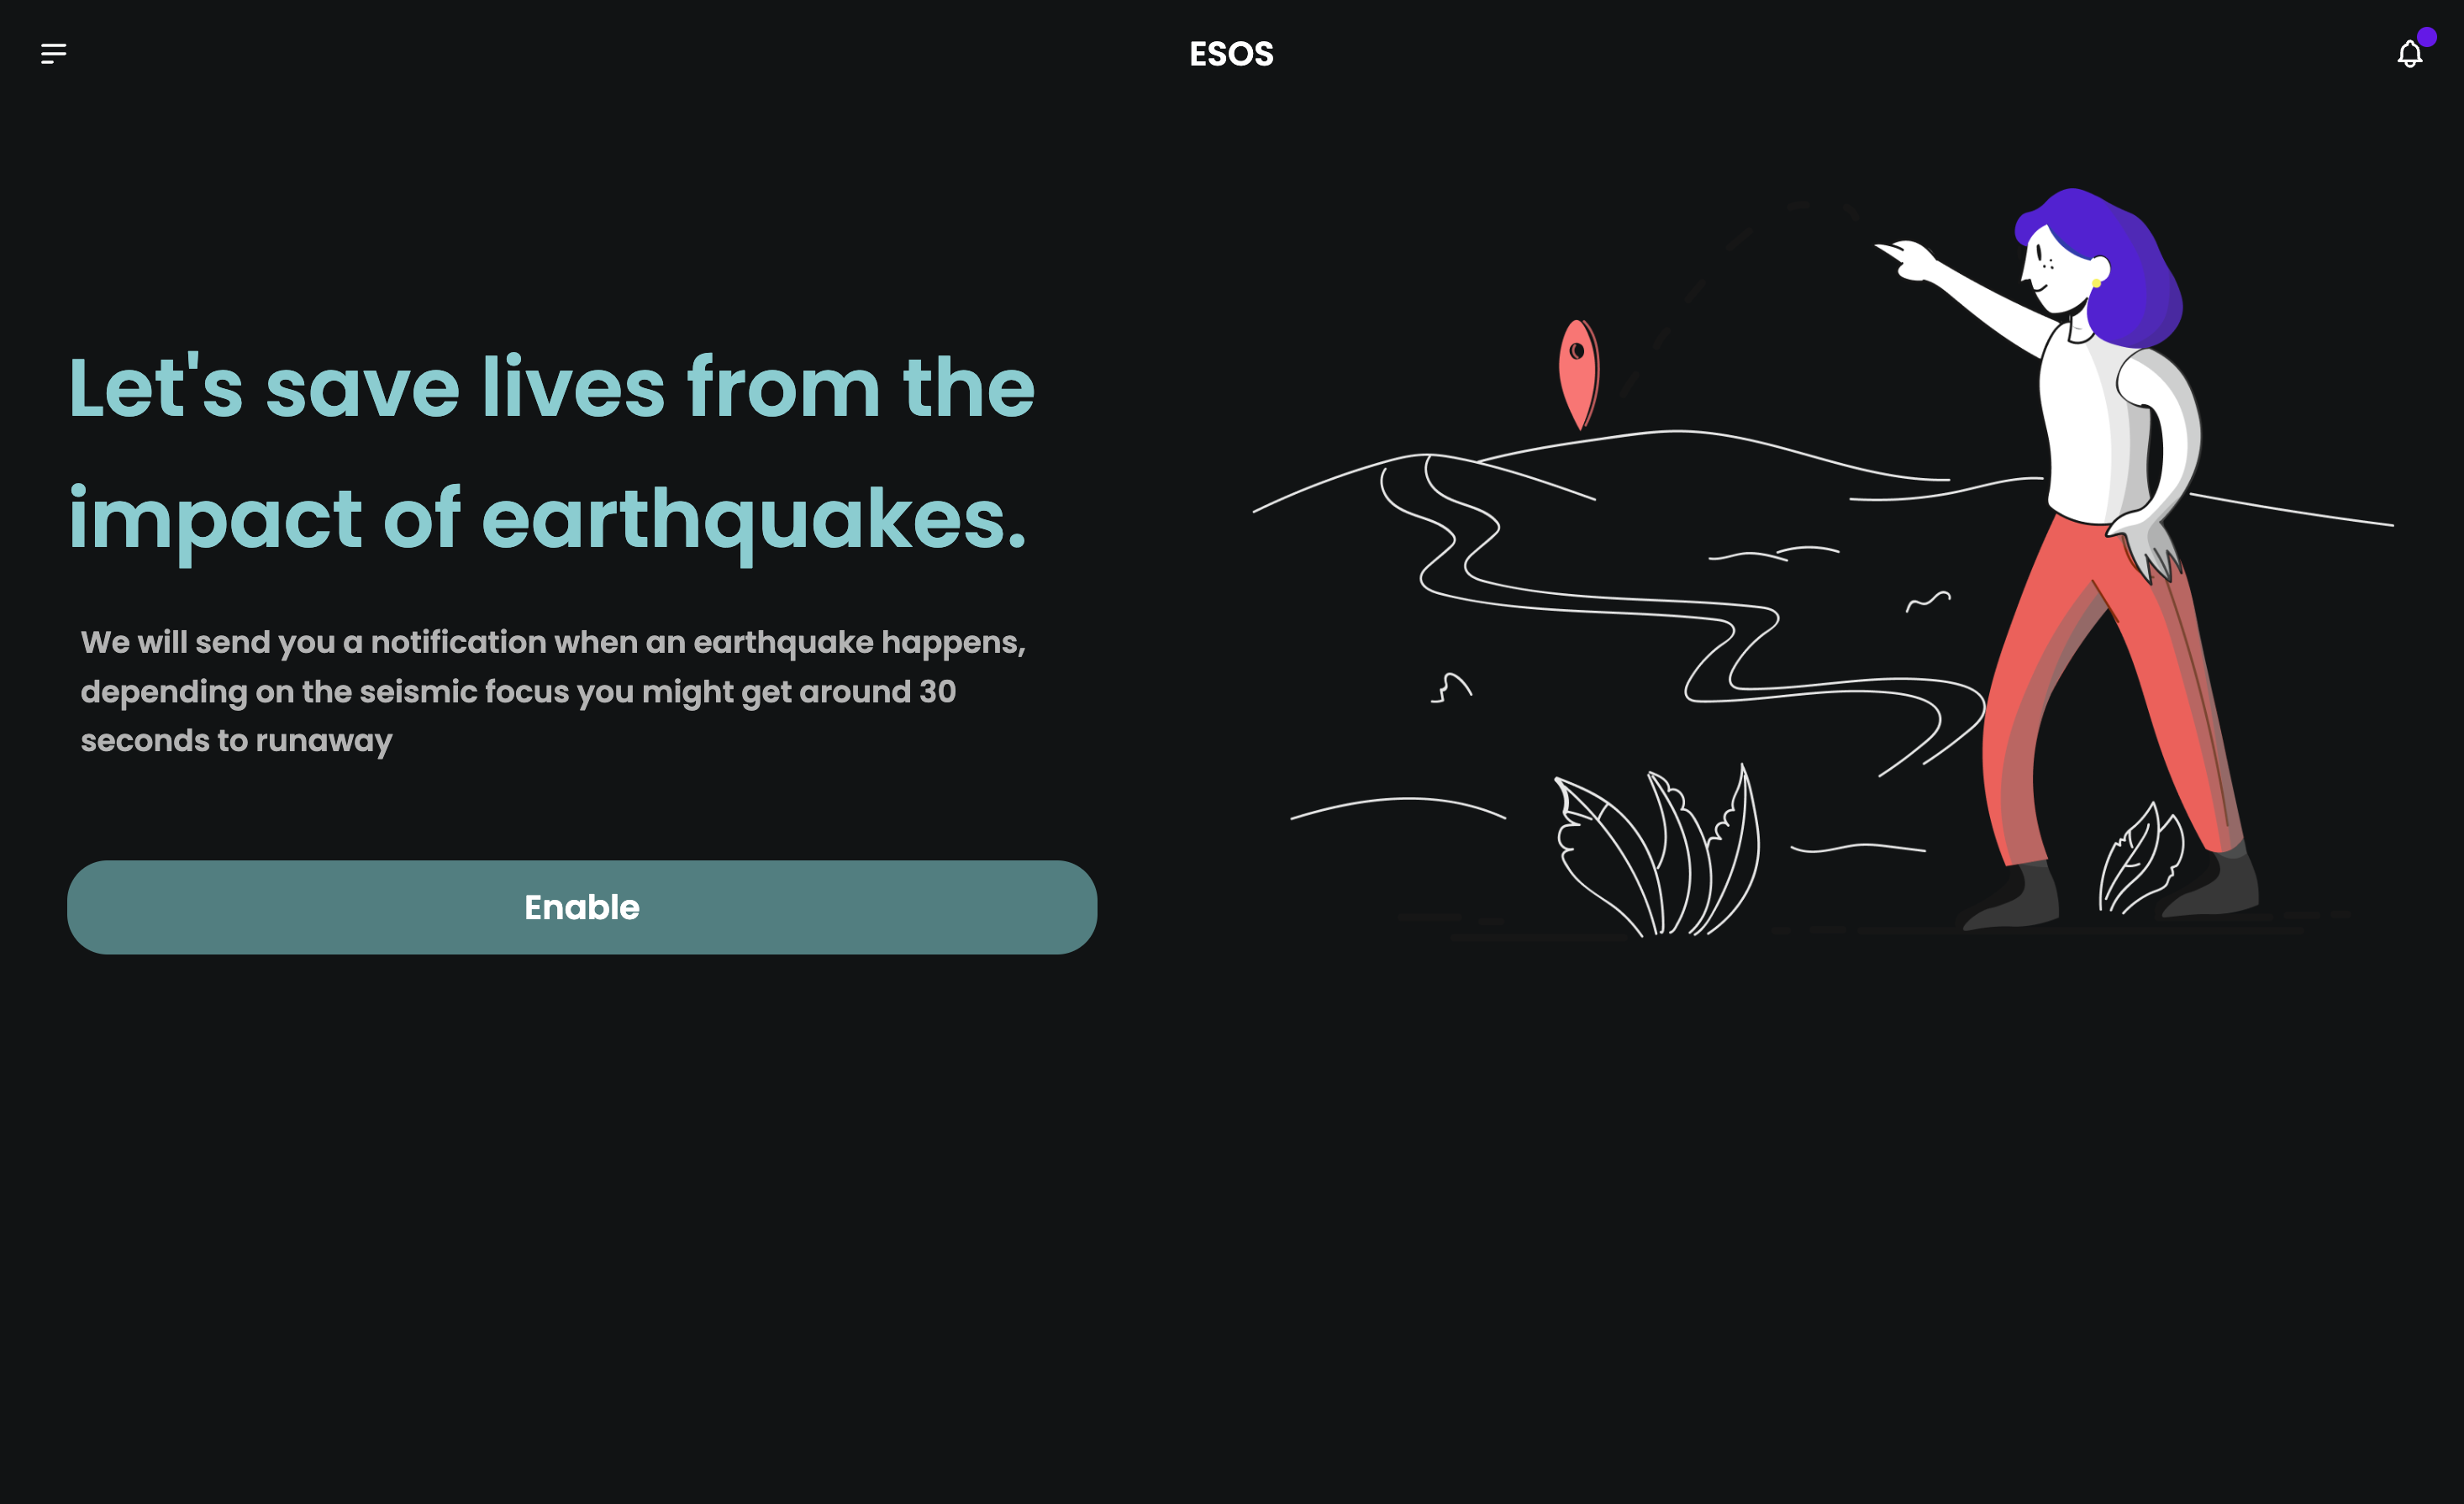 ESOS
Let's save lives from the
impact of earthquakes.
We will send you a notification when an earthquake happens,
depending on the seismic focus you might get around 30
seconds to runaway
Enable